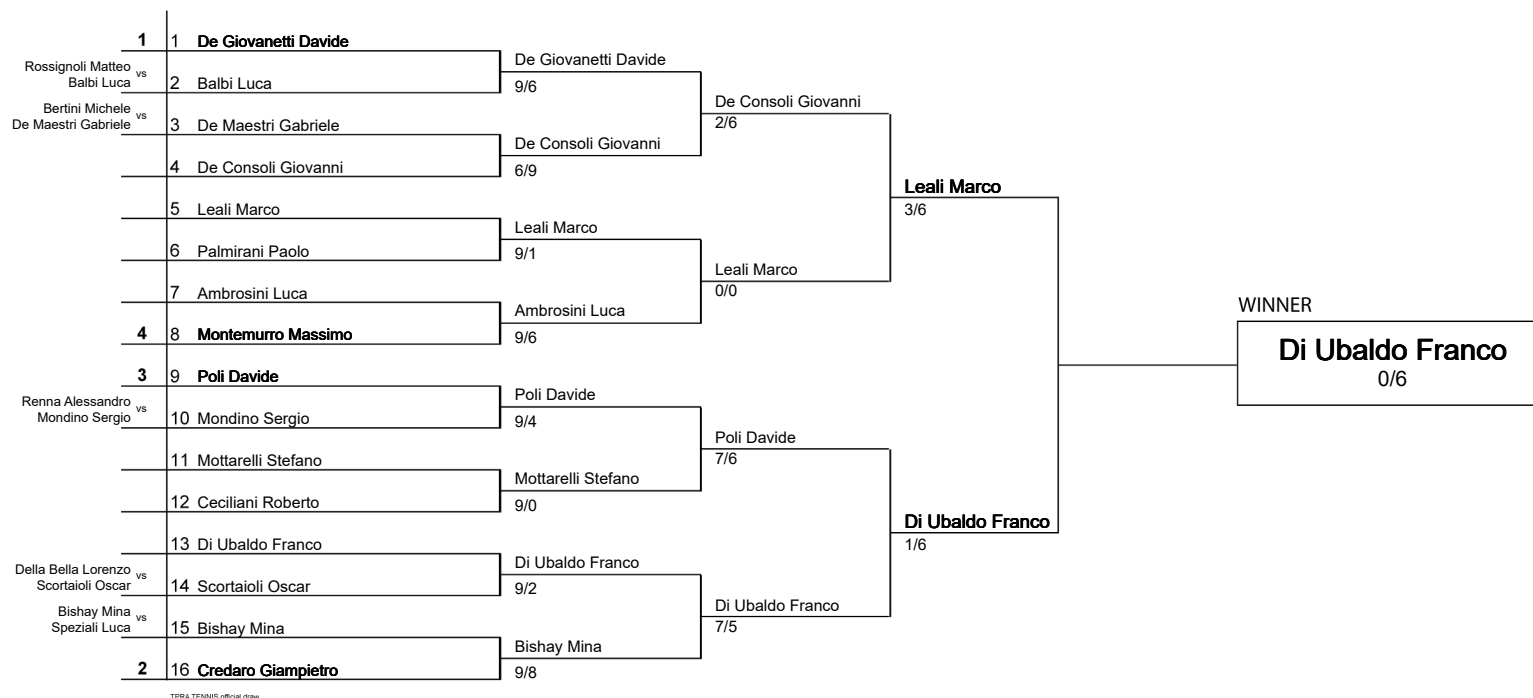 1 1 De Giovanetti Davide
Rossignoli Matteo
vs
Balbi Luca
2 Balbi Luca
Bertini Michele
vs
De Maestri Gabriele
3 De Maestri Gabriele
4 De Consoli Giovanni
5 Leali Marco
6 Palmirani Paolo
7 Ambrosini Luca
4 8 Montemurro Massimo
3 9 Poli Davide
Renna Alessandro
vs
Mondino Sergio
10 Mondino Sergio
11 Mottarelli Stefano
12 Ceciliani Roberto
13 Di Ubaldo Franco
Della Bella Lorenzo
vs
Scortaioli Oscar
14 Scortaioli Oscar
Bishay Mina
vs
Speziali Luca
15 Bishay Mina
2 16 Credaro Giampietro
TPRA TENNIS official draw
De Giovanetti Davide
9/6
De Consoli Giovanni
6/9
Leali Marco
9/1
Ambrosini Luca
9/6
Poli Davide
9/4
Mottarelli Stefano
9/0
Di Ubaldo Franco
9/2
Bishay Mina
9/8
De Consoli Giovanni
2/6
Leali Marco
0/0
Poli Davide
7/6
Di Ubaldo Franco
7/5
Leali Marco
3/6
Di Ubaldo Franco
1/6
WINNER
Di Ubaldo Franco
0/6